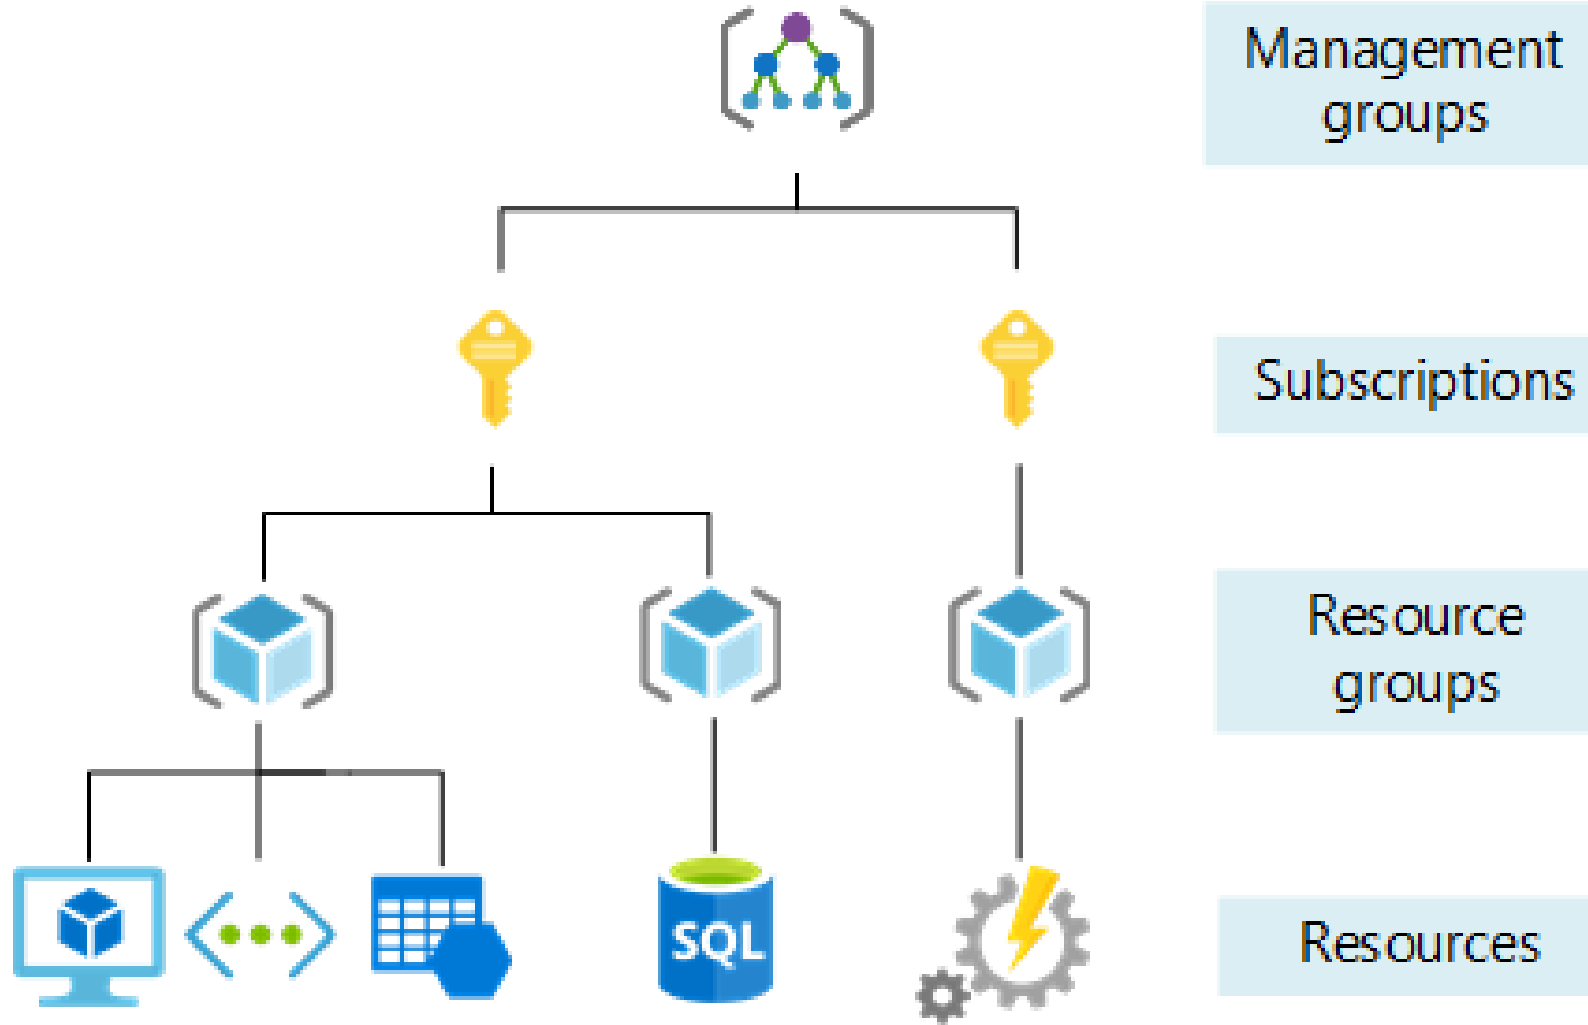 Management
groups
Subscriptions
Resource
groups
SQL
Resources